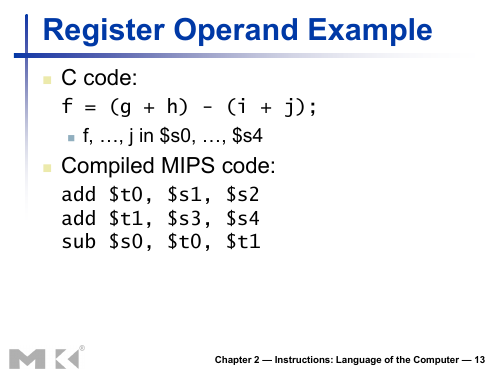 Register Operand Example
C code:
f = (g + h) - (i + j);
f, …, j in $s0, …, $s4
Compiled MIPS code:
add $t0, $s1, $s2
add $t1, $s3, $s4
sub $s0, $t0, $t1
MK®
Chapter 2 — Instructions: Language of the Computer — 13